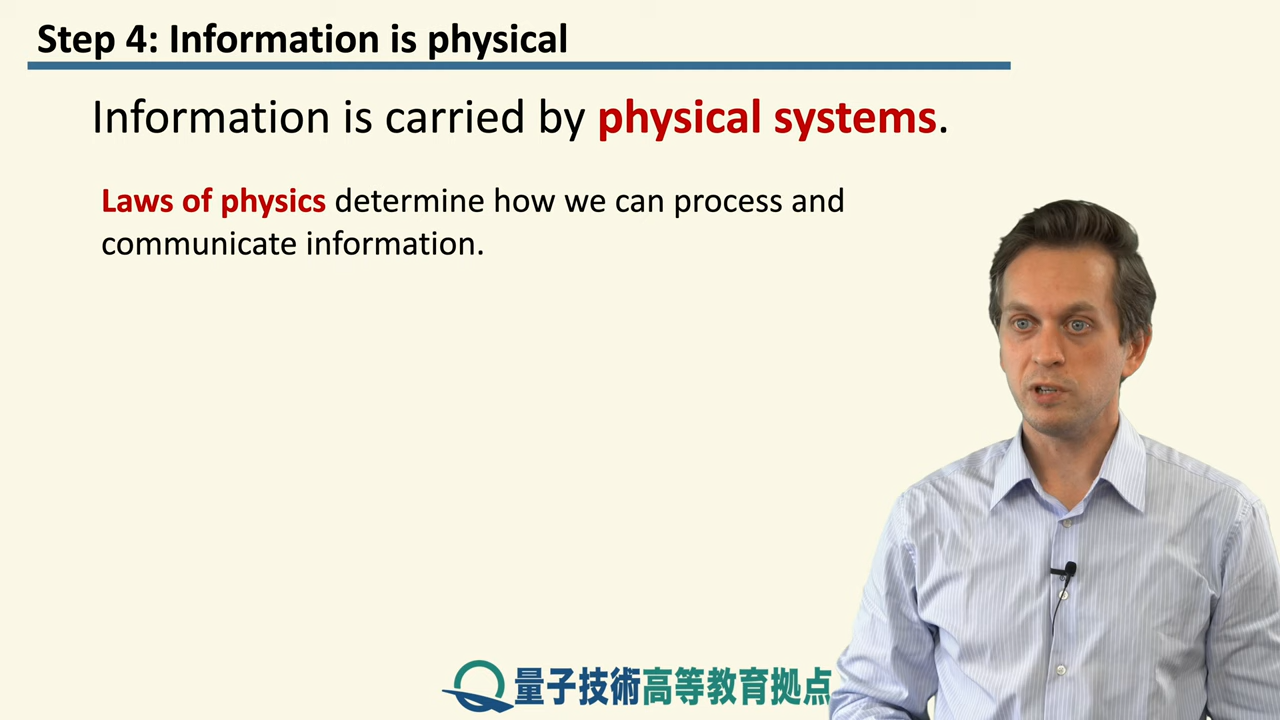 Step 4: Information is physical
Information is carried by physical systems.
Laws of physics determine how we can process and
communicate information.
量子技術高等教育拠点